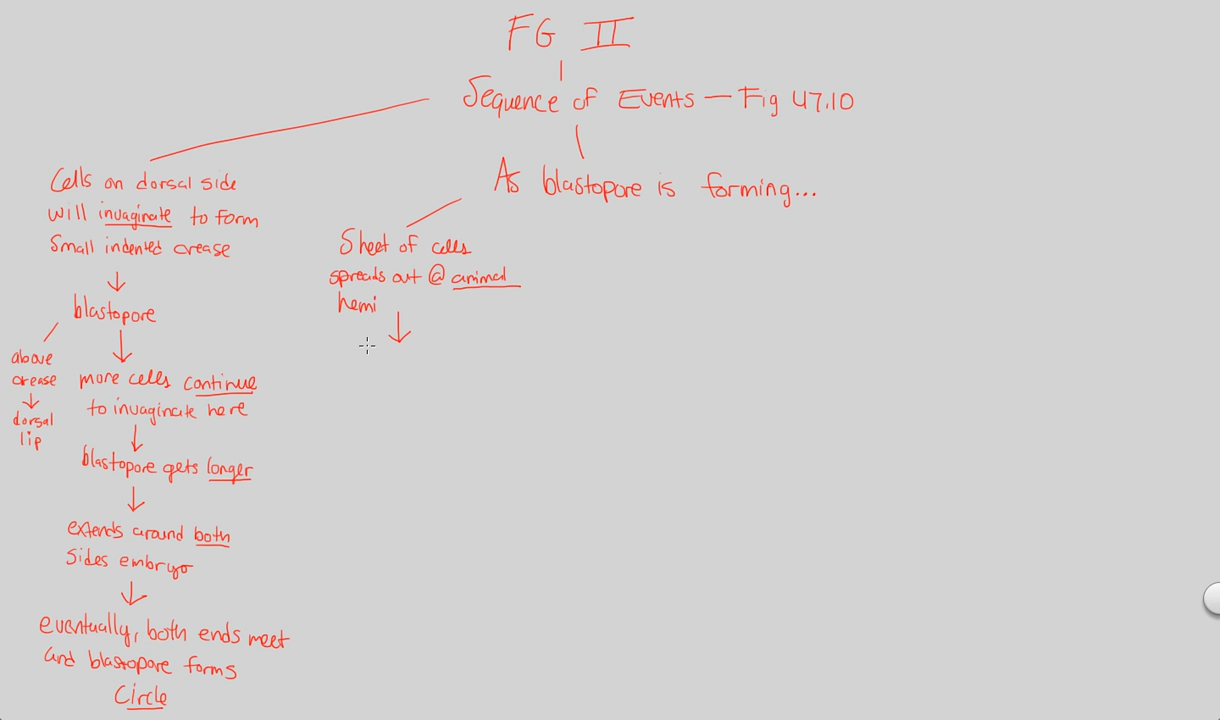 FG II
Sequence of Events — Fig 47.10
Cells on dorsal side
will invaginate to form
small indented crease
blastopore
above
crease
dorsal
lip
more cells continue
to invaginate here
blastopore gets longer
extends around both
sides embryo
eventually, both ends meet
and blastopore forms
circle
As blastopore is forming...
Sheet of cells
spreads out @ animal
hemi